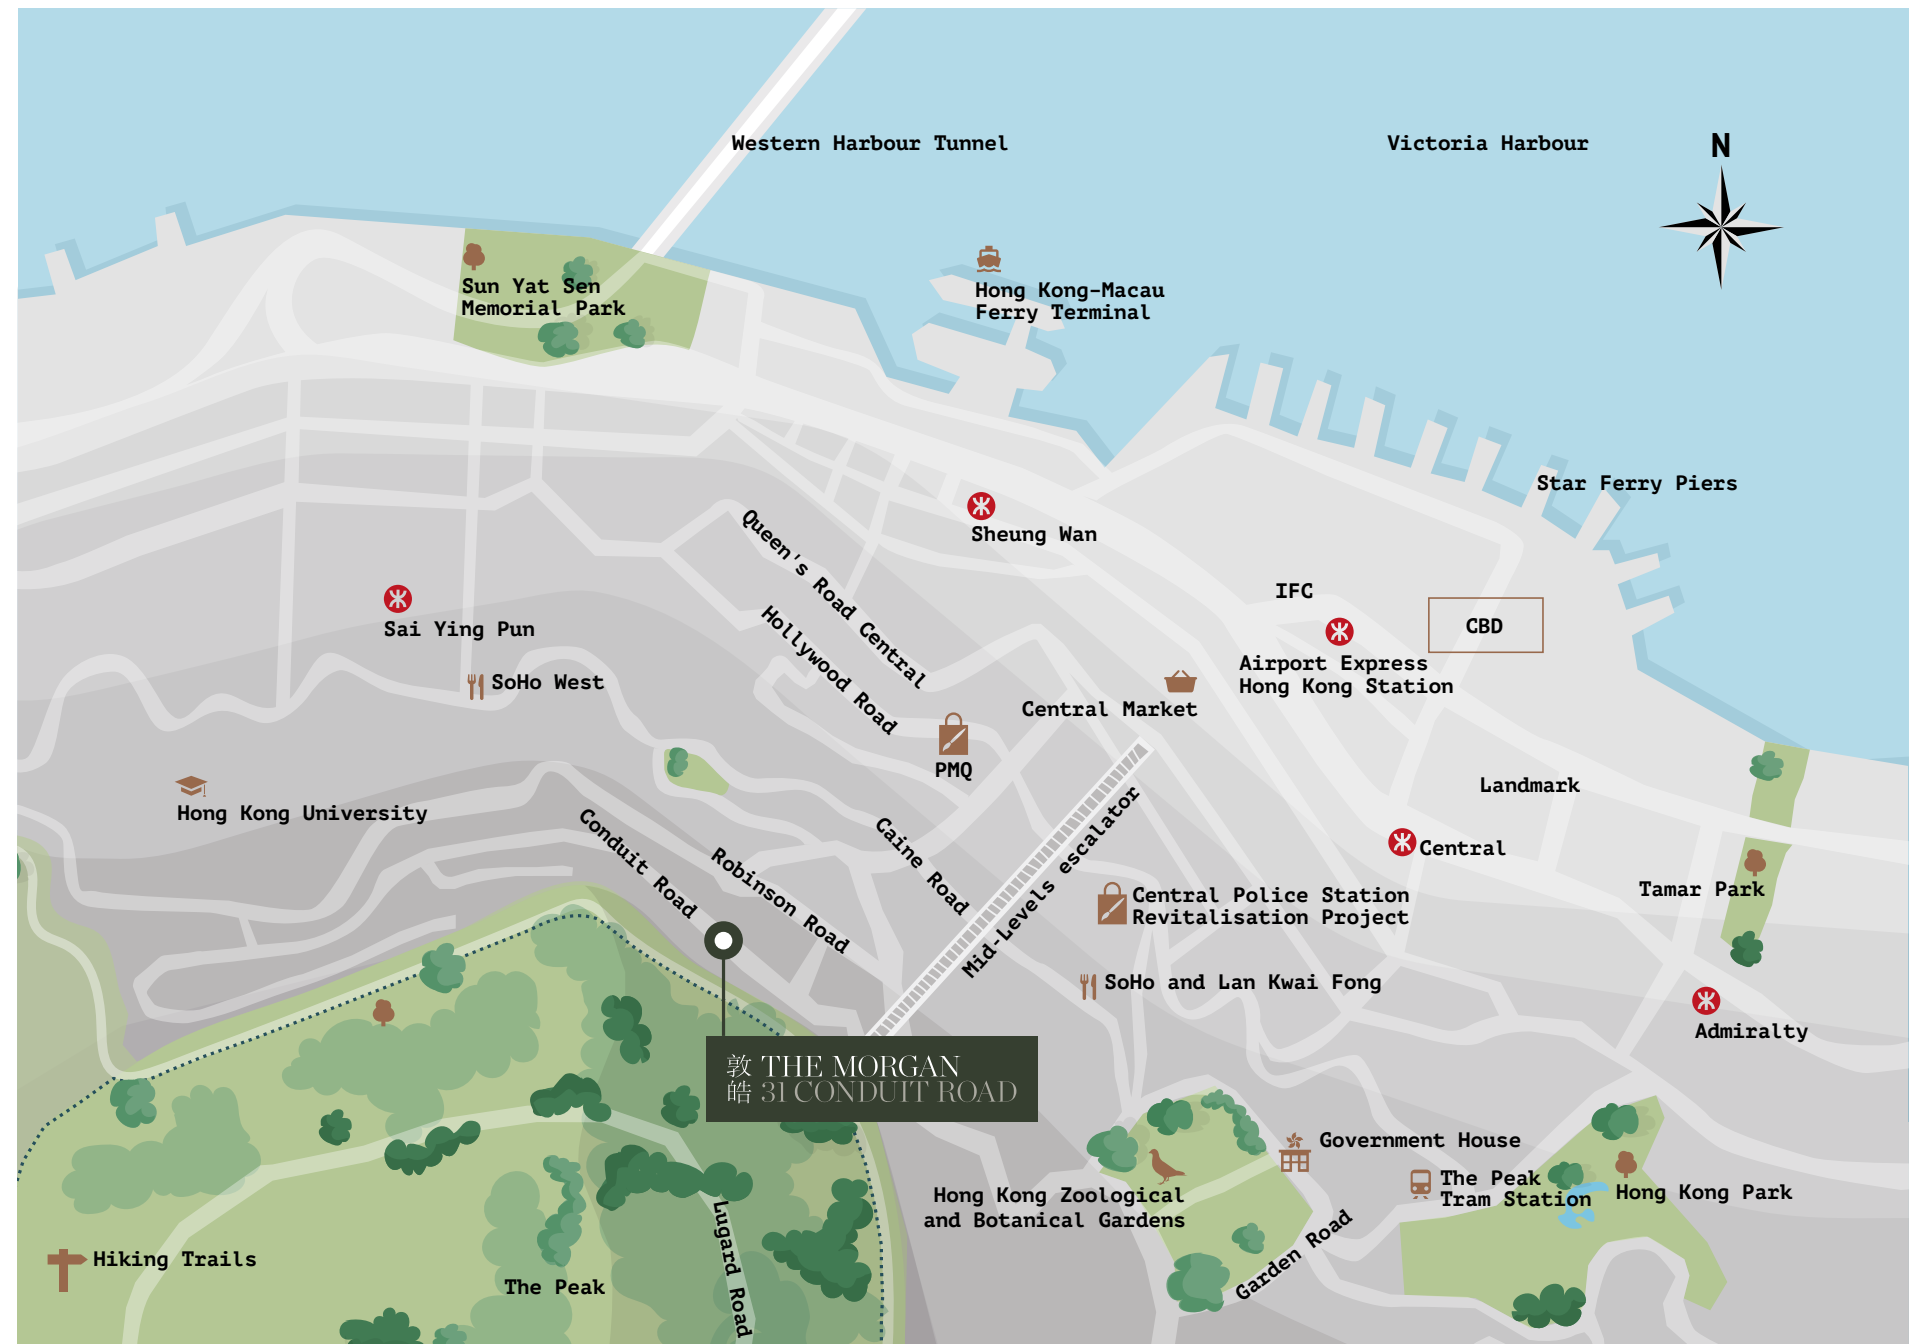 Western Harbour Tunnel
Victoria Harbour
N
Sun Yat Sen
Memorial Park
Hong Kong-Macau
Ferry Terminal
Star Ferry Piers
Queen's Road Central
Sheung Wan
IFC
CBD
Sai Ying Pun
Hollywood Road
Airport Express
Hong Kong Station
SoHo West
Central Market
PMQ
Landmark
Hong Kong University
Conduit Road
Robinson Road
Caine Road
Mid-Levels escalator
Central
Central Police Station
Revitalisation Project
Tamar Park
SoHo and Lan Kwai Fong
Admiralty
敦 THE MORGAN
皓 31 CONDUIT ROAD
Government House
The Peak
Tram Station
Hong Kong Park
Hong Kong Zoological
and Botanical Gardens
Garden Road
Lugard Road
Hiking Trails
The Peak